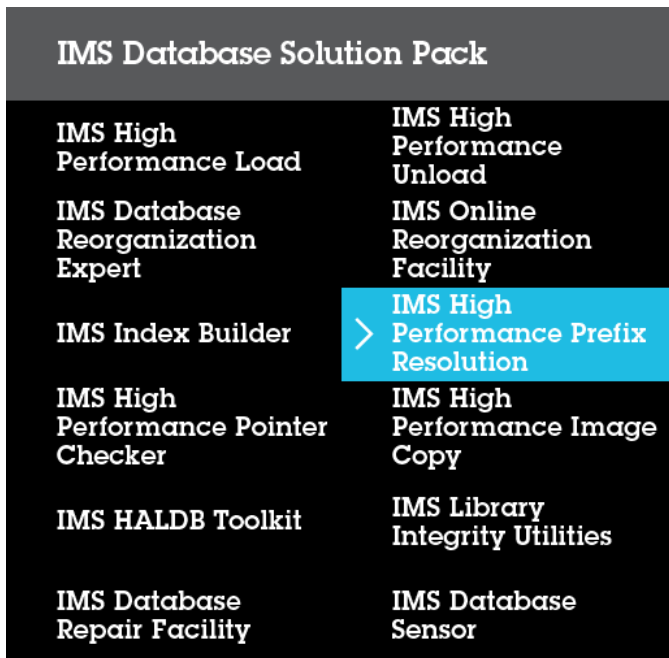 IMS Database Solution Pack
IMS High
Performance Load
IMS High
Performance
Unload
IMS Database
Reorganization
Expert
IMS Online
Reorganization
Facility
IMS Index Builder
IMS High
Performance Prefix
Resolution
IMS High
Performance Pointer
Checker
IMS High
Performance Image
Copy
IMS HALDB Toolkit
IMS Library
Integrity Utilities
IMS Database
Repair Facility
IMS Database
Sensor